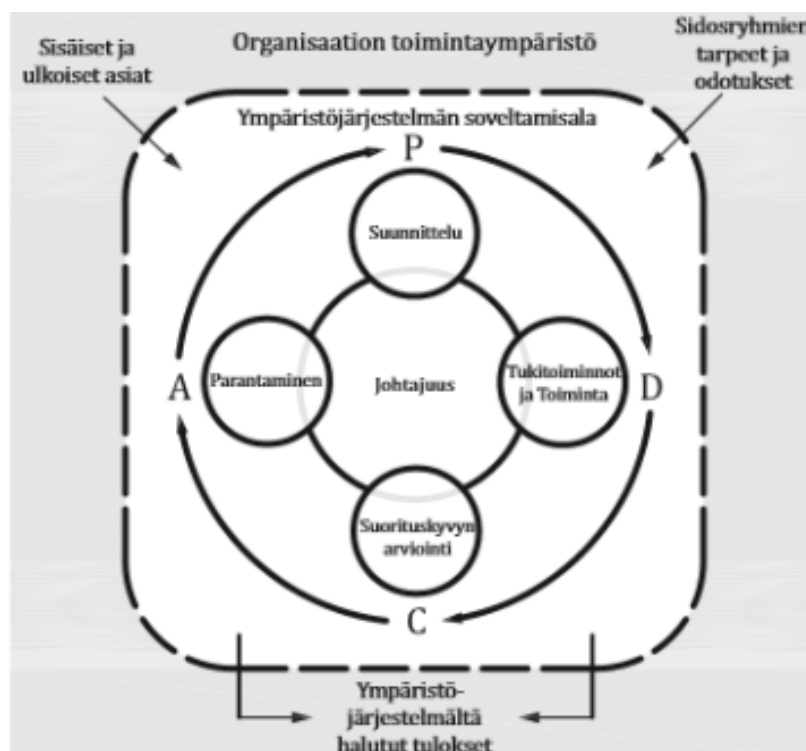 Sisäiset ja
ulkoiset asiat
Organisaation toimintaympäristö
Sidosryhmien
tarpeet ja
odotukset
Ympäristöjärjestelmän soveltamisala
P
Suunnittelu
A
Parantaminen
Johtajuus
Tukitoiminnot
ja Toiminta
D
Suorituskyvyn
arviointi
C
Ympäristö-
järjestelmältä
halutut tulokset